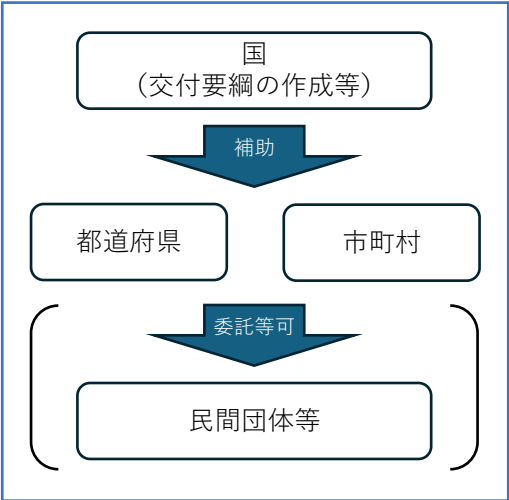 国
（交付要綱の作成等）
補助
都道府県
市町村
委託等可
民間団体等